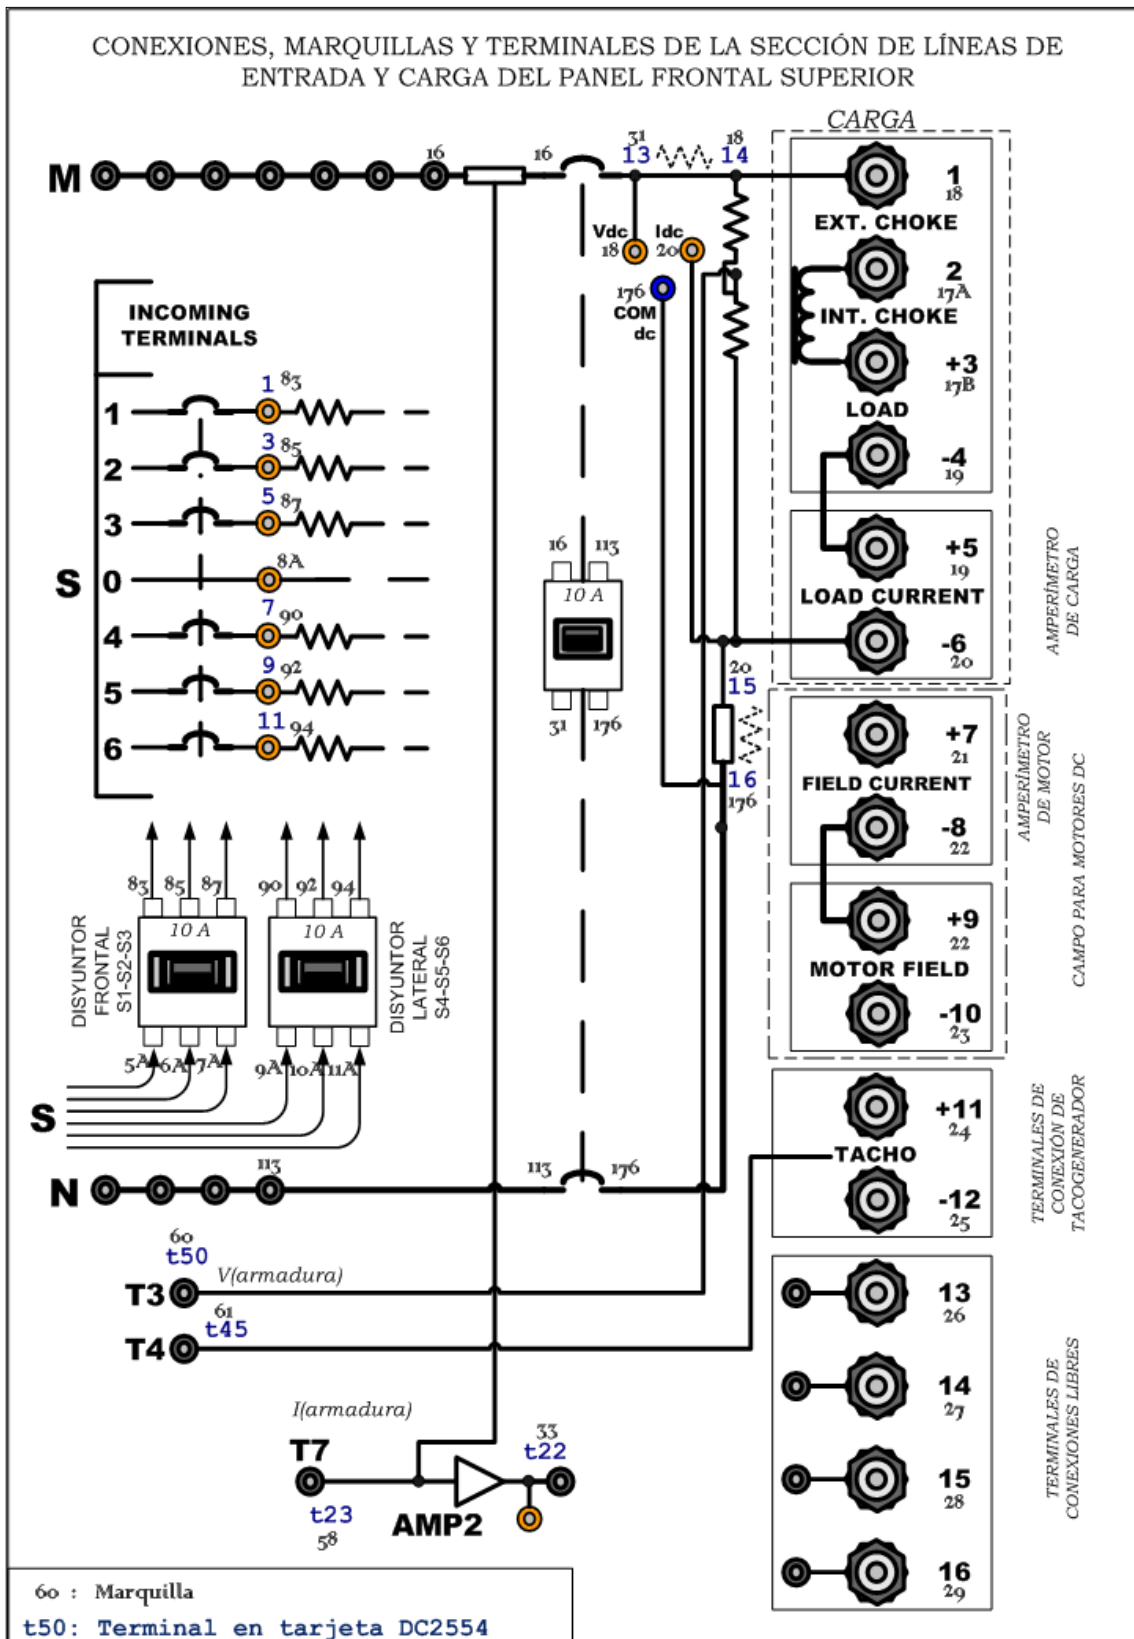 CONEXIONES, MARQUILLAS Y TERMINALES DE LA SECCIÓN DE LÍNEAS DE
ENTRADA Y CARGA DEL PANEL FRONTAL SUPERIOR
CARGA
M
16
16
31
13
18
14
1
18
EXT. CHOKE
Vdc
18
Idc
20
2
17A
176
COM
dc
INT. CHOKE
+3
17B
LOAD
-4
19
INCOMING
TERMINALS
S
1
1 83
2
3 85
3
5 87
0
8A
4
7 90
5
9 92
6
11 94
16 113
10 A
31 176
+5
19
LOAD CURRENT
-6
20
AMPERÍMETRO
DE CARGA
20
15
16
176
+7
21
FIELD CURRENT
-8
22
AMPERÍMETRO
DE MOTOR
+9
22
MOTOR FIELD
-10
23
CAMPO PARA MOTORES DC
83 85 87
10 A
DISYUNTOR
FRONTAL
S1-S2-S3
5A 6A 7A
90 92 94
10 A
DISYUNTOR
LATERAL
S4-S5-S6
9A 10A 11A
S
+11
24
TACHO
-12
25
TERMINALES DE
CONEXIÓN DE
TACOGENERADOR
N
113
113
176
60
t50
T3
V(armadura)
61
t45
T4
13
26
14
27
15
28
16
29
TERMINALES DE
CONEXIONES LIBRES
I(armadura)
T7
t23
58
AMP2
33
t22
60 : Marquilla
t50: Terminal en tarjeta DC2554